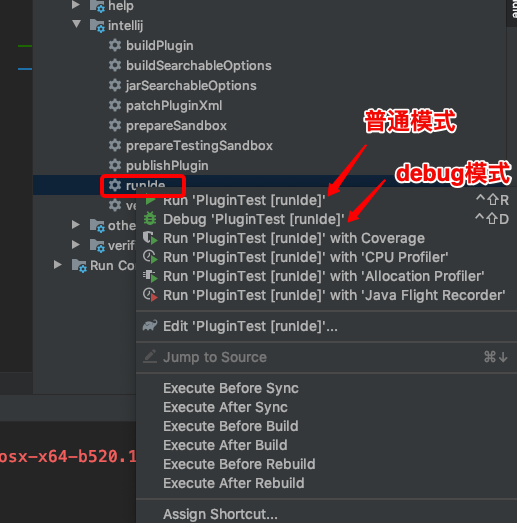 help
intellij
buildPlugin
buildSearchableOptions
jarSearchableOptions
patchPluginXml
prepareSandbox
prepareTestingSandbox
publishPlugin
runIde
ve
othe
verif
Run Co
普通模式
debug模式
Run 'PluginTest [runIde]' ^⇧R
Debug 'PluginTest [runIde]' ^⇧D
Run 'PluginTest [runIde]' with Coverage
Run 'PluginTest [runIde]' with 'CPU Profiler'
Run 'PluginTest [runIde]' with 'Allocation Profiler'
Run 'PluginTest [runIde]' with 'Java Flight Recorder'
Edit 'PluginTest [runIde]'...
Jump to Source ⌘↓
Execute Before Sync
Execute After Sync
Execute Before Build
Execute After Build
Execute Before Rebuild
Execute After Rebuild
Assign Shortcut...
osx-x64-b520.1